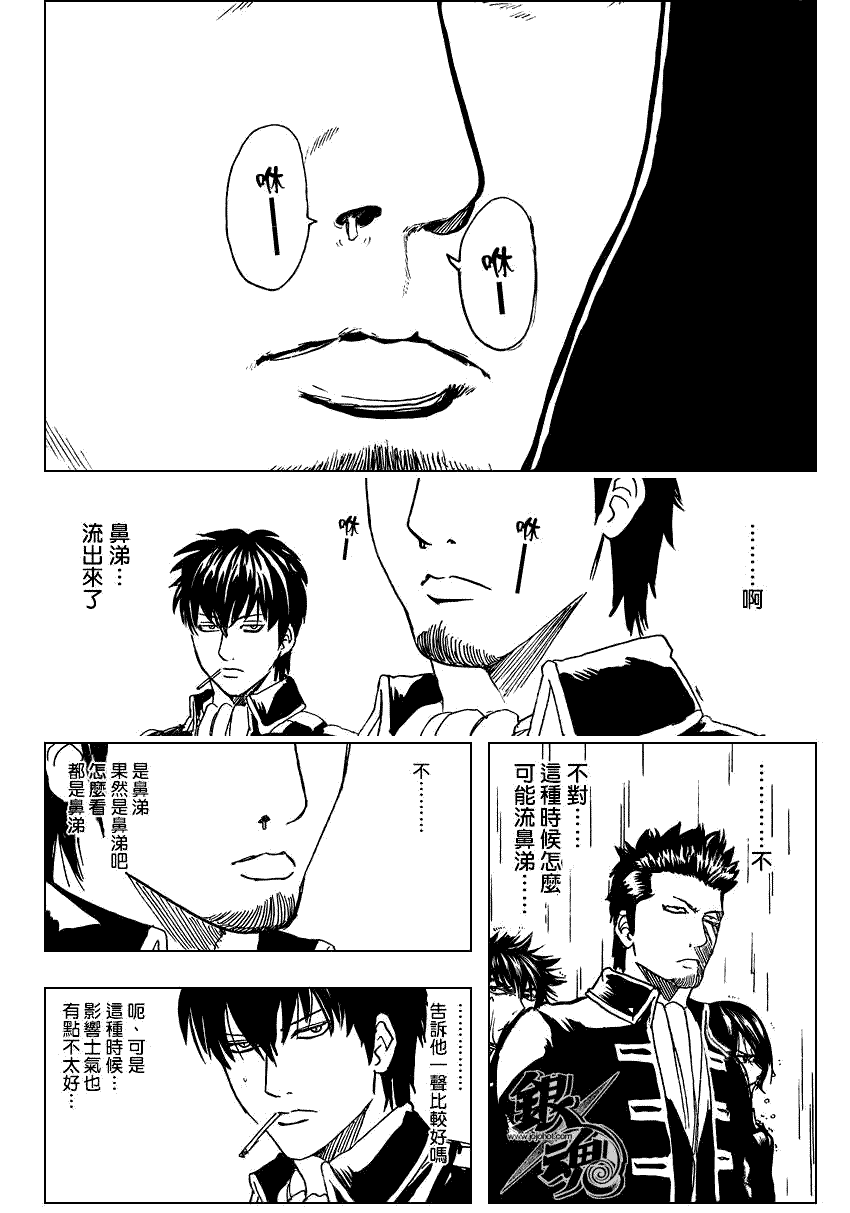 咻
ー
咻
ー
………啊
咻
ー
咻
ー
鼻涕…
流出來了
………不
不對……
這種時候怎麼
可能流鼻涕……
不………
是鼻涕
果然是鼻涕吧
怎麼看
都是鼻涕
……………
告訴他一聲比較好嗎
呃、可是
這種時候…
影響士氣也
有點不太好…
銀魂
www.jojohot.com